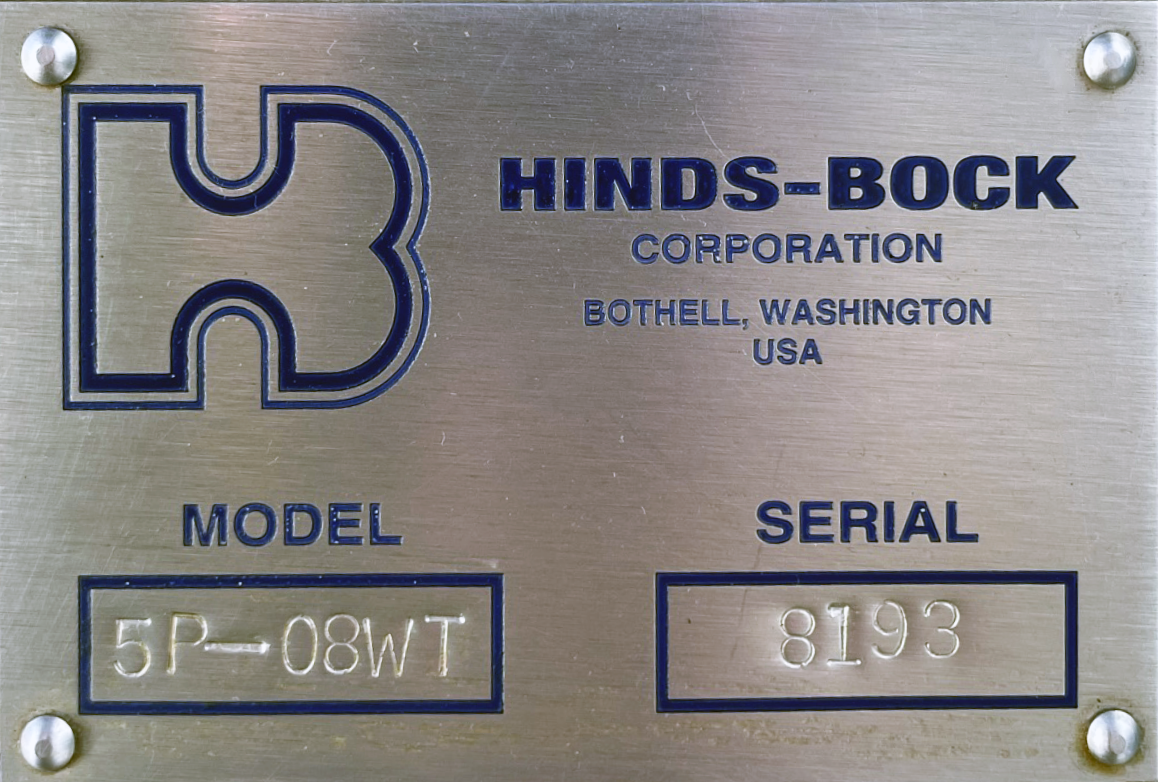 HINDS-BOCK
CORPORATION
BOTHELL, WASHINGTON
USA
MODEL
5P-08WT
SERIAL
8193